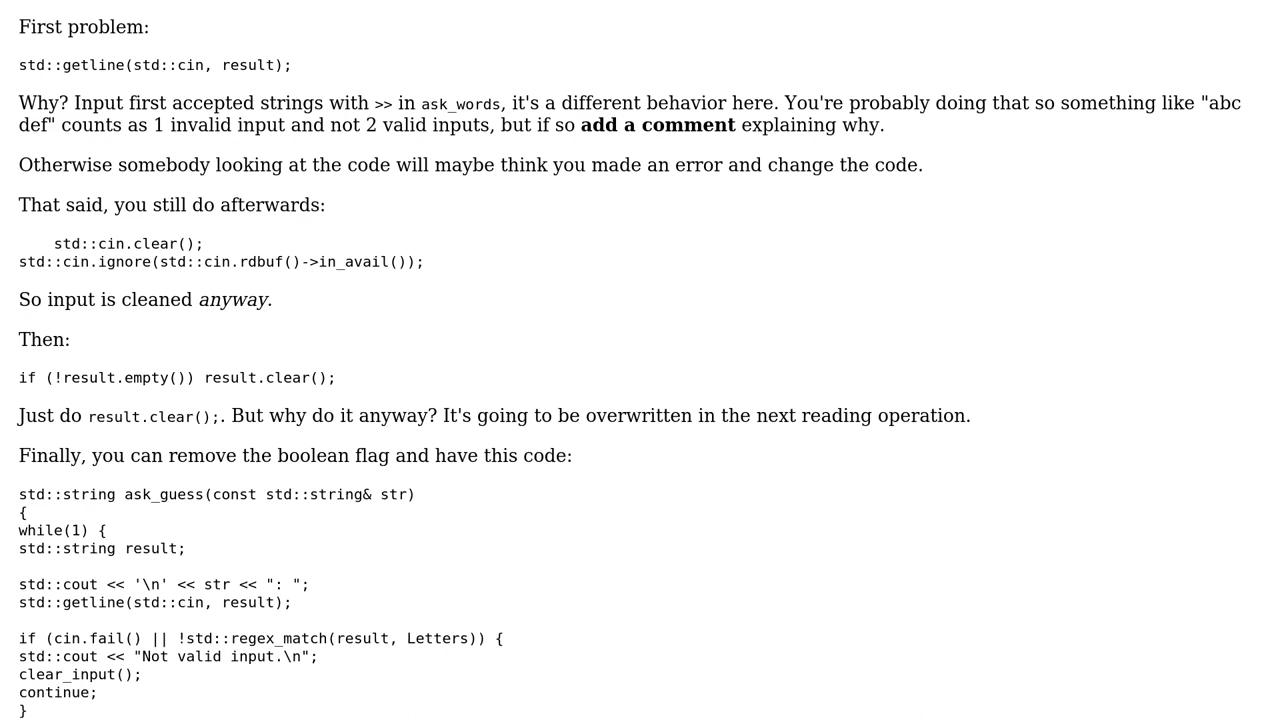 First problem:
std::getline(std::cin, result);
Why? Input first accepted strings with >> in ask_words, it's a different behavior here. You're probably doing that so something like "abc
def" counts as 1 invalid input and not 2 valid inputs, but if so add a comment explaining why.
Otherwise somebody looking at the code will maybe think you made an error and change the code.
That said, you still do afterwards:
    std::cin.clear();
std::cin.ignore(std::cin.rdbuf()->in_avail());
So input is cleaned anyway.
Then:
if (!result.empty()) result.clear();
Just do result.clear();. But why do it anyway? It's going to be overwritten in the next reading operation.
Finally, you can remove the boolean flag and have this code:
std::string ask_guess(const std::string& str)
{
while(1) {
std::string result;
std::cout << '\n' << str << ": ";
std::getline(std::cin, result);
if (cin.fail() || !std::regex_match(result, Letters)) {
std::cout << "Not valid input.\n";
clear_input();
continue;
}